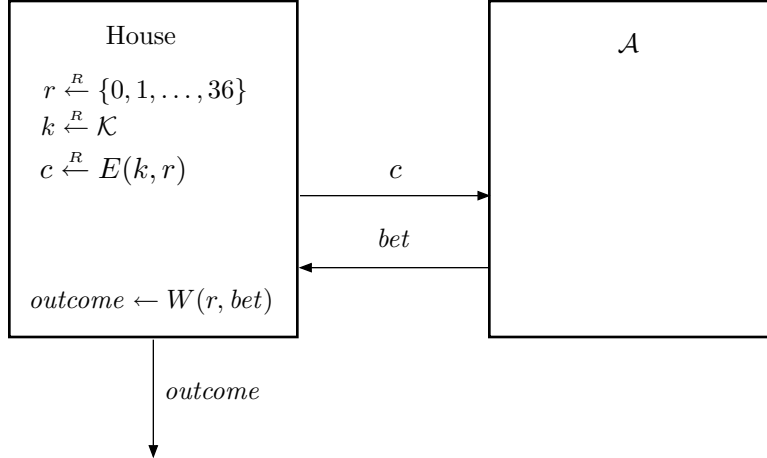 House
𝒜
r ←ᴿ {0, 1, . . . , 36}
k ←ᴿ 𝒦
c ←ᴿ E(k, r)
c
bet
outcome ← W(r, bet)
outcome